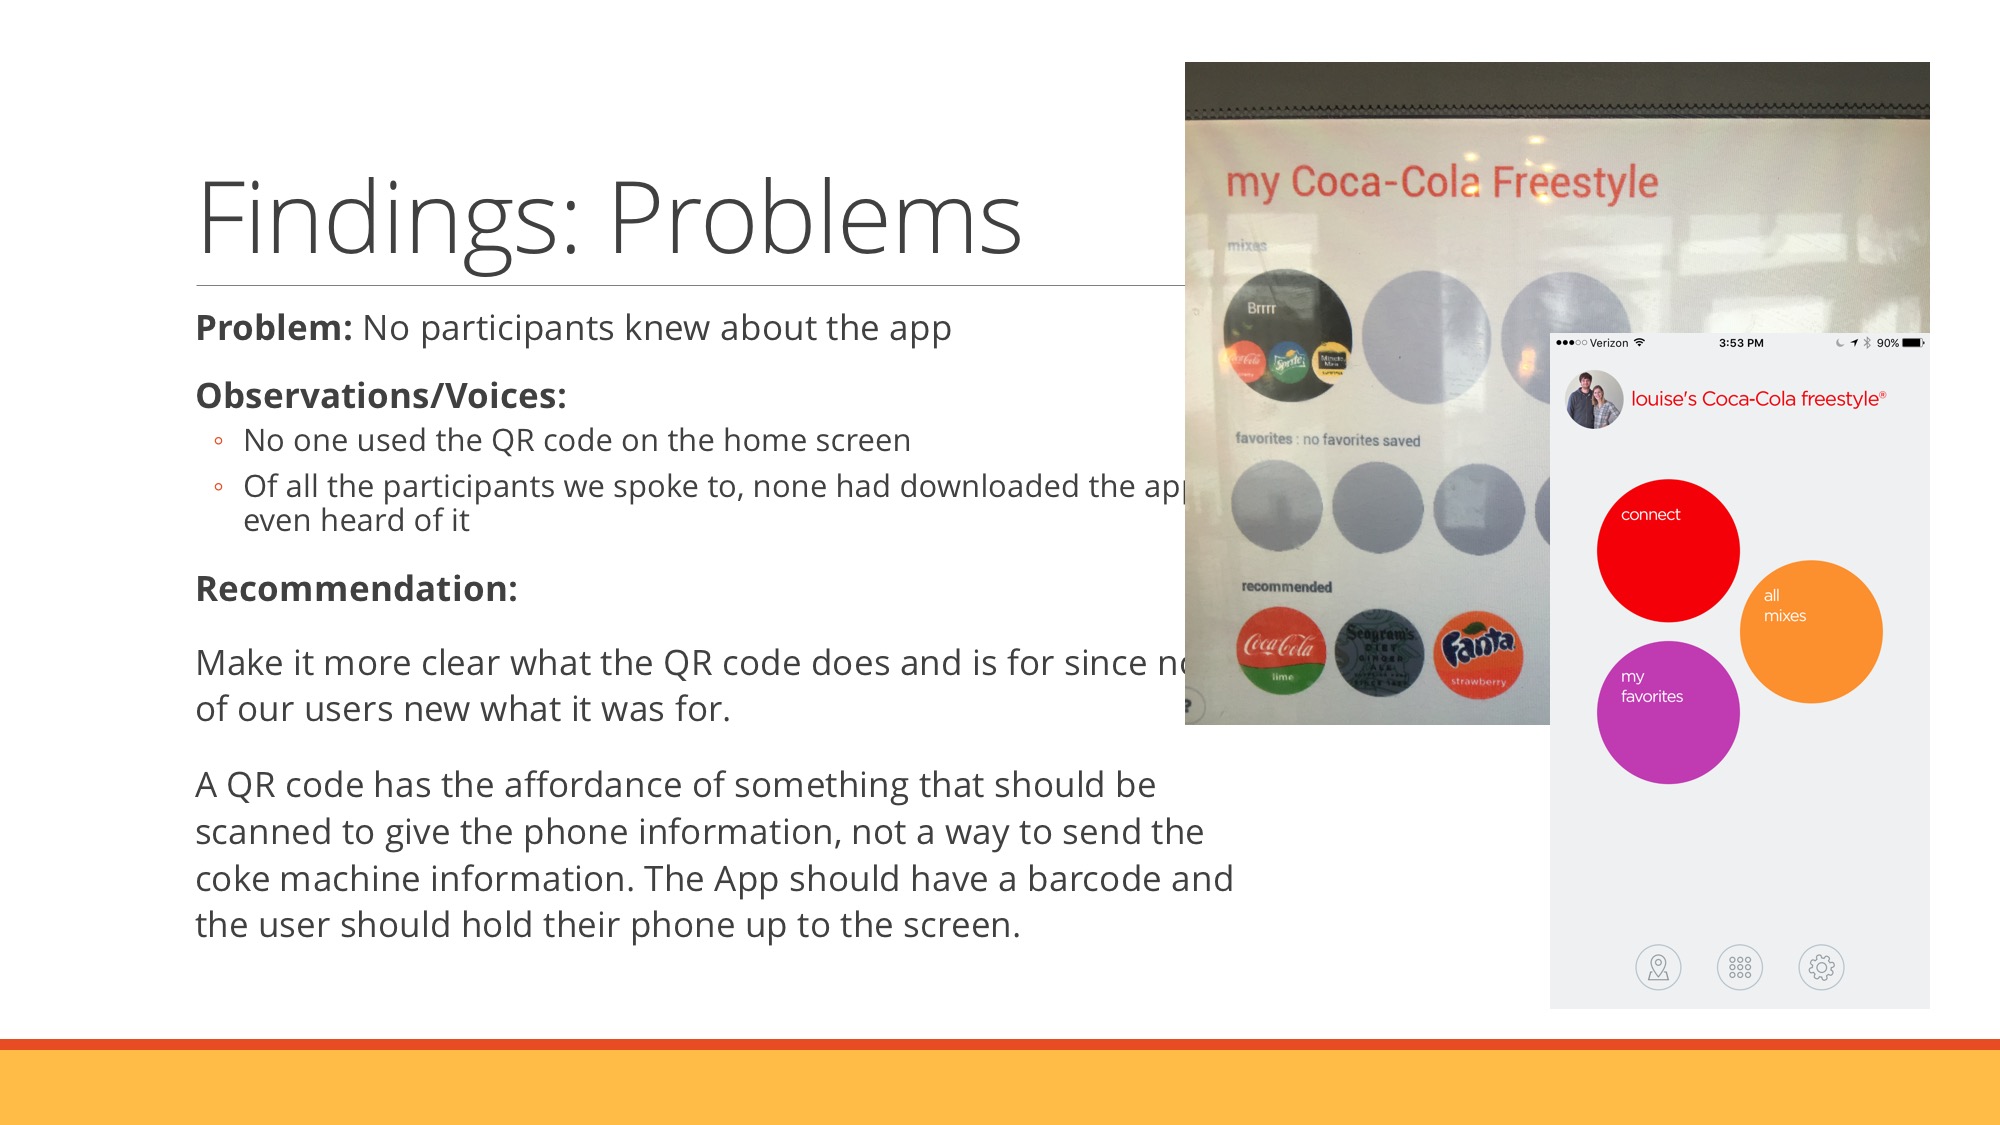 Findings: Problems
Problem: No participants knew about the app
Observations/Voices:
◦ No one used the QR code on the home screen
◦ Of all the participants we spoke to, none had downloaded the app
even heard of it
Recommendation:
Make it more clear what the QR code does and is for since
of our users new what it was for.
A QR code has the affordance of something that should be
scanned to give the phone information, not a way to send the
coke machine information. The App should have a barcode and
the user should hold their phone up to the screen.
my Coca-Cola Freestyle
mixes
Brrrr
Coca-Cola Sprite Minute Maid
favorites : no favorites saved
recommended
Coca-Cola lime
Seagram's DIET GINGER ALE
Fanta strawberry
?
Verizon 3:53 PM 90%
louise's Coca-Cola freestyle®
connect
all
mixes
my
favorites